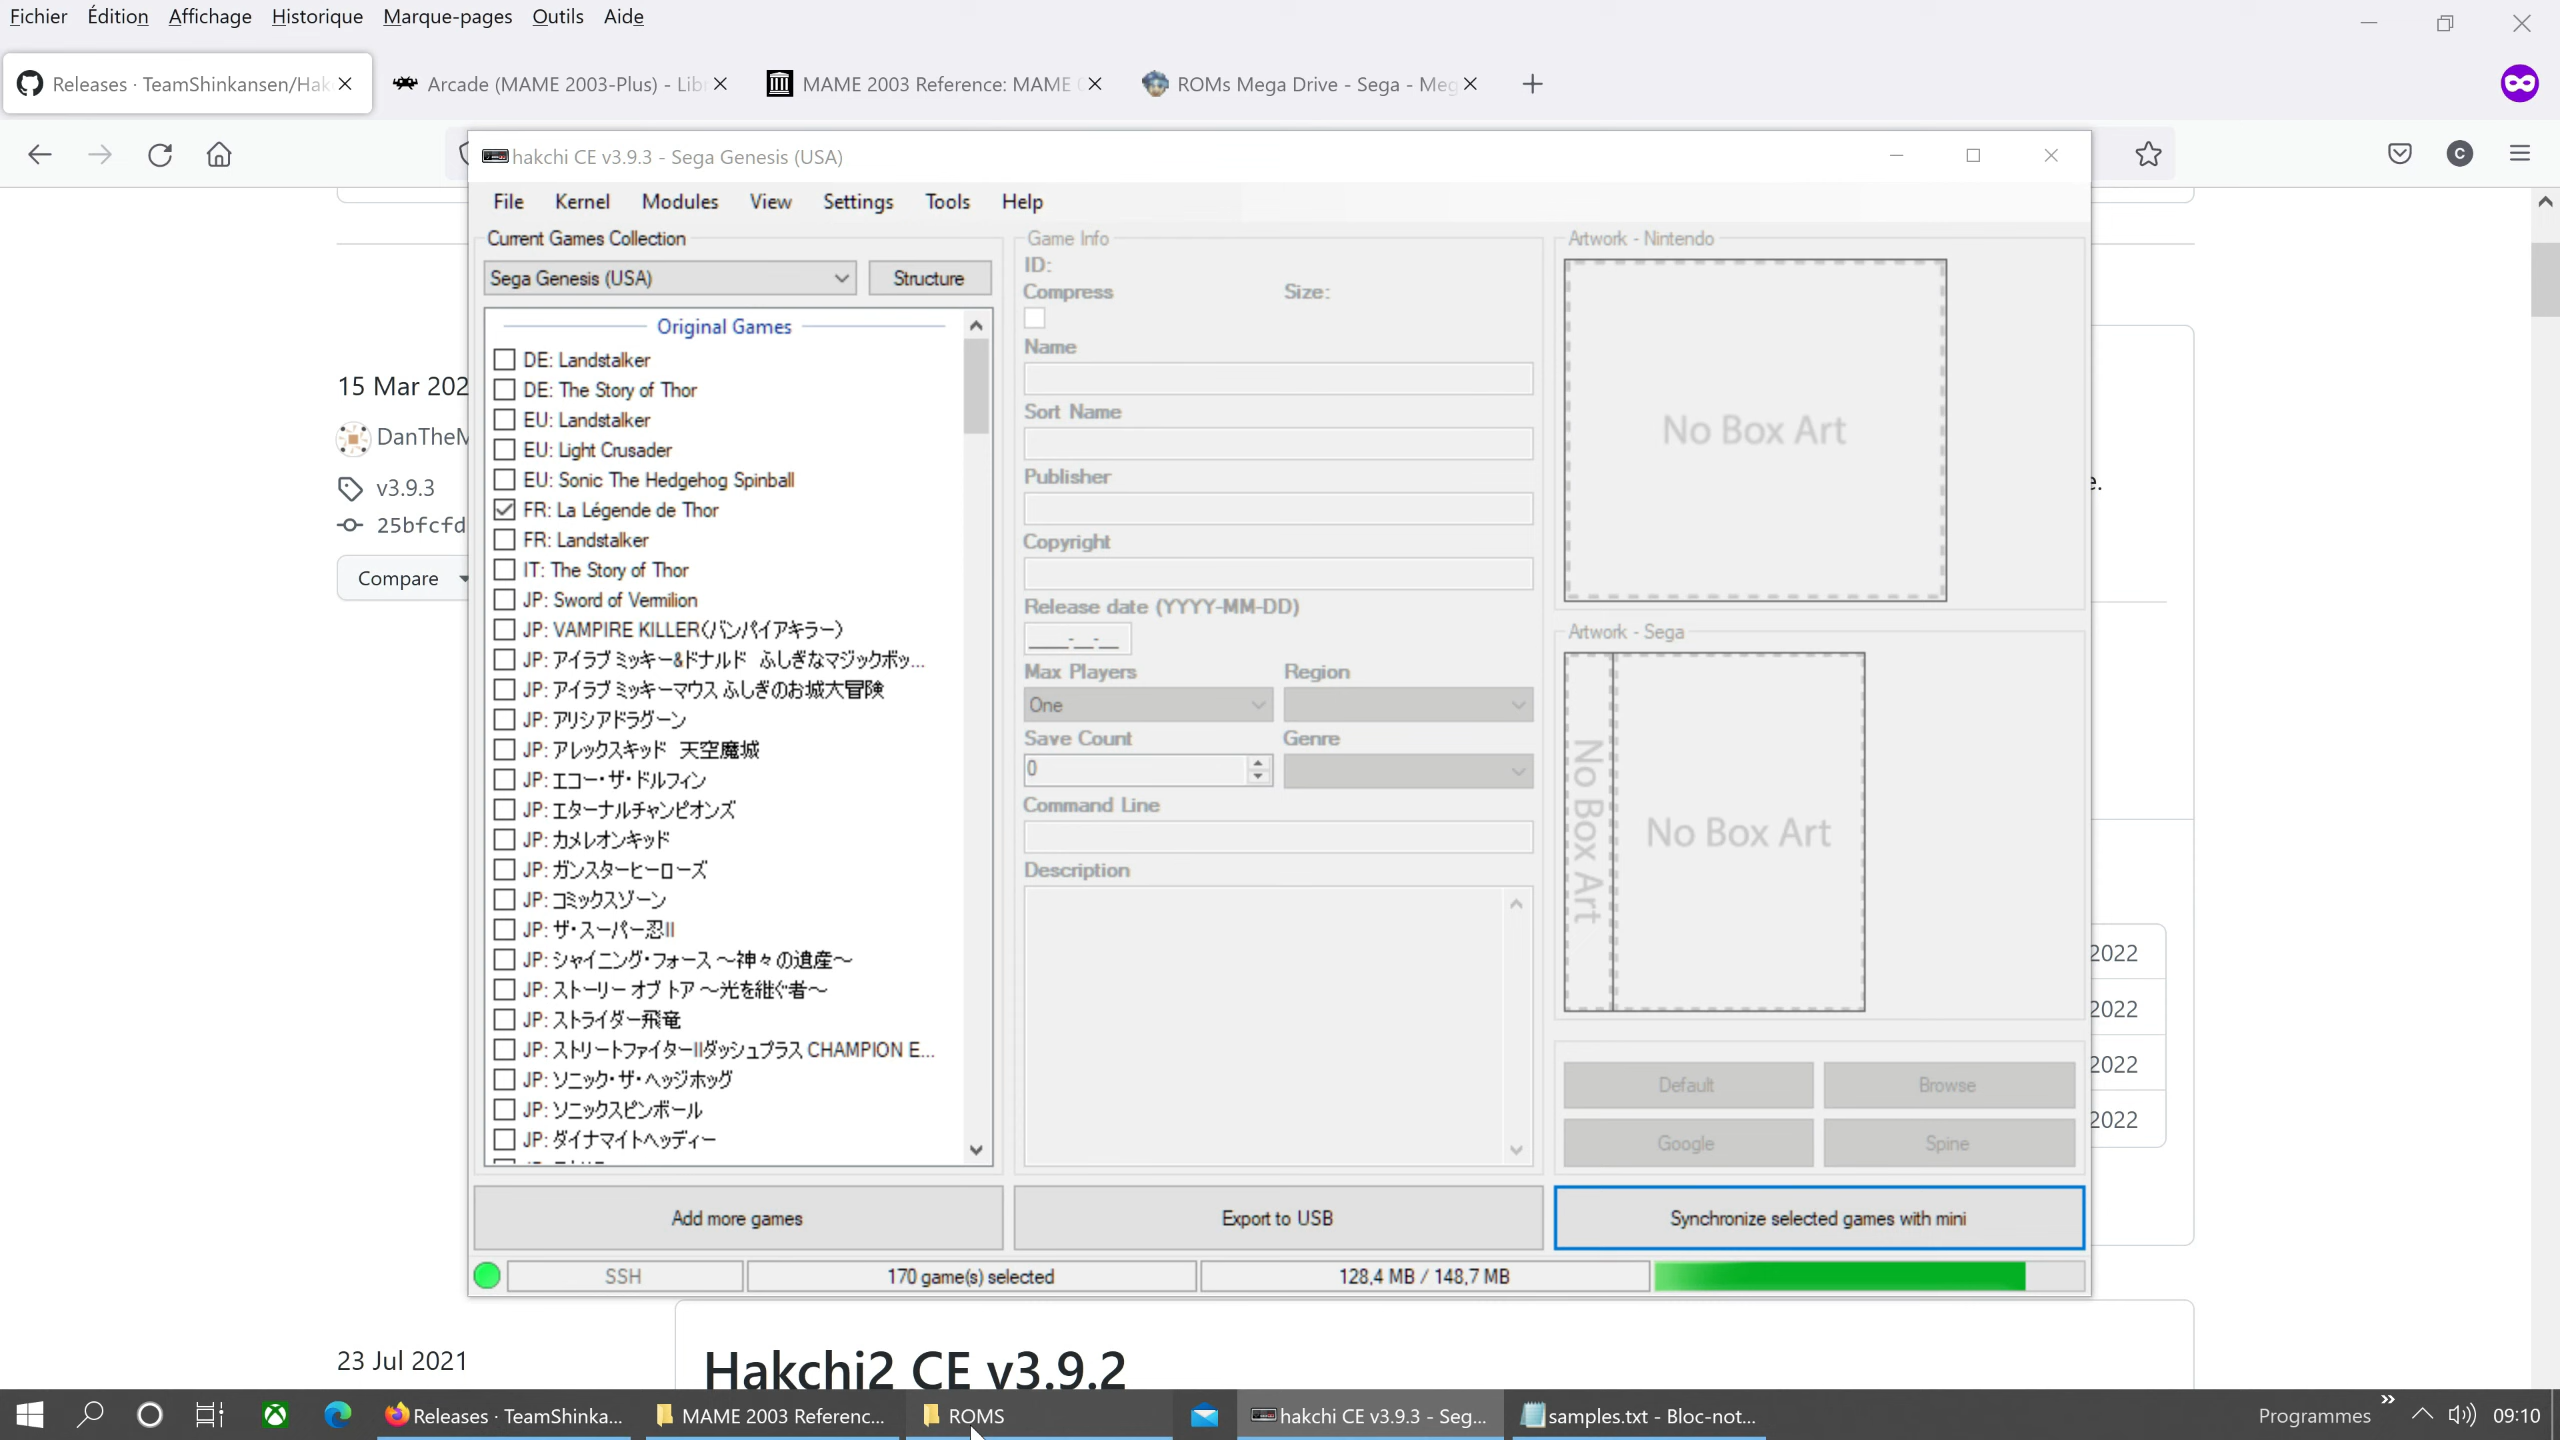 Fichier Édition Affichage Historique Marque-pages Outils Aide
Releases · TeamShinkansen/Hak
Arcade (MAME 2003-Plus) - Libr
MAME 2003 Reference: MAME
ROMs Mega Drive - Sega - Meg
hakchi CE v3.9.3 - Sega Genesis (USA)
C
File Kernel Modules View Settings Tools Help
Current Games Collection
Sega Genesis (USA)
Structure
Original Games
DE: Landstalker
DE: The Story of Thor
EU: Landstalker
EU: Light Crusader
EU: Sonic The Hedgehog Spinball
FR: La Légende de Thor
FR: Landstalker
IT: The Story of Thor
JP: Sword of Vermilion
JP: VAMPIRE KILLER(バンパイアキラー)
JP: アイラブミッキー&ドナルド ふしぎなマジックボッ...
JP: アイラブミッキーマウス ふしぎのお城大冒険
JP: アリシアドラグーン
JP: アレックスキッド 天空魔城
JP: エコー・ザ・ドルフィン
JP: エターナルチャンピオンズ
JP: カメレオンキッド
JP: ガンスターヒーローズ
JP: コミックスゾーン
JP: ザ・スーパー忍II
JP: シャイニング・フォース ～神々の遺産～
JP: ストーリー オブ トア ～光を継ぐ者～
JP: ストライダー飛竜
JP: ストリートファイターIIダッシュプラス CHAMPION E...
JP: ソニック・ザ・ヘッジホッグ
JP: ソニックスピンボール
JP: ダイナマイトヘッディー
Game Info
ID:
Compress
Size:
Name
Sort Name
Publisher
Copyright
Release date (YYYY-MM-DD)
____-__-__
Max Players
Region
One
Save Count
Genre
0
Command Line
Description
Artwork - Nintendo
No Box Art
Artwork - Sega
No Box Art
No Box Art
Default
Browse
Google
Spine
Add more games
Export to USB
Synchronize selected games with mini
SSH
170 game(s) selected
128,4 MB / 148,7 MB
15 Mar 202
DanTheM
v3.9.3
25bfcfd
Compare
e.
2022
2022
2022
2022
23 Jul 2021
Hakchi2 CE v3.9.2
Releases · TeamShinka...
MAME 2003 Referenc...
ROMS
hakchi CE v3.9.3 - Seg...
samples.txt - Bloc-not...
Programmes
09:10